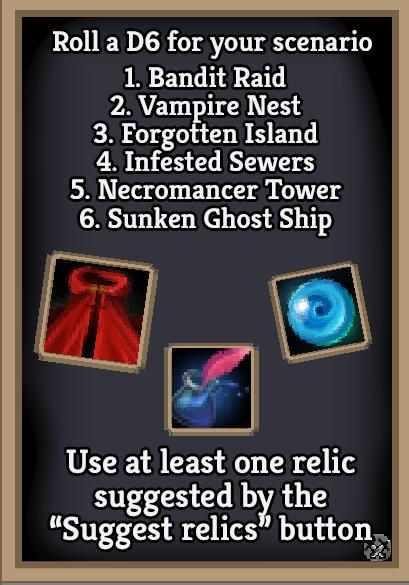 Roll a D6 for your scenario
1. Bandit Raid
2. Vampire Nest
3. Forgotten Island
4. Infested Sewers
5. Necromancer Tower
6. Sunken Ghost Ship
Use at least one relic
suggested by the
“Suggest relics” button